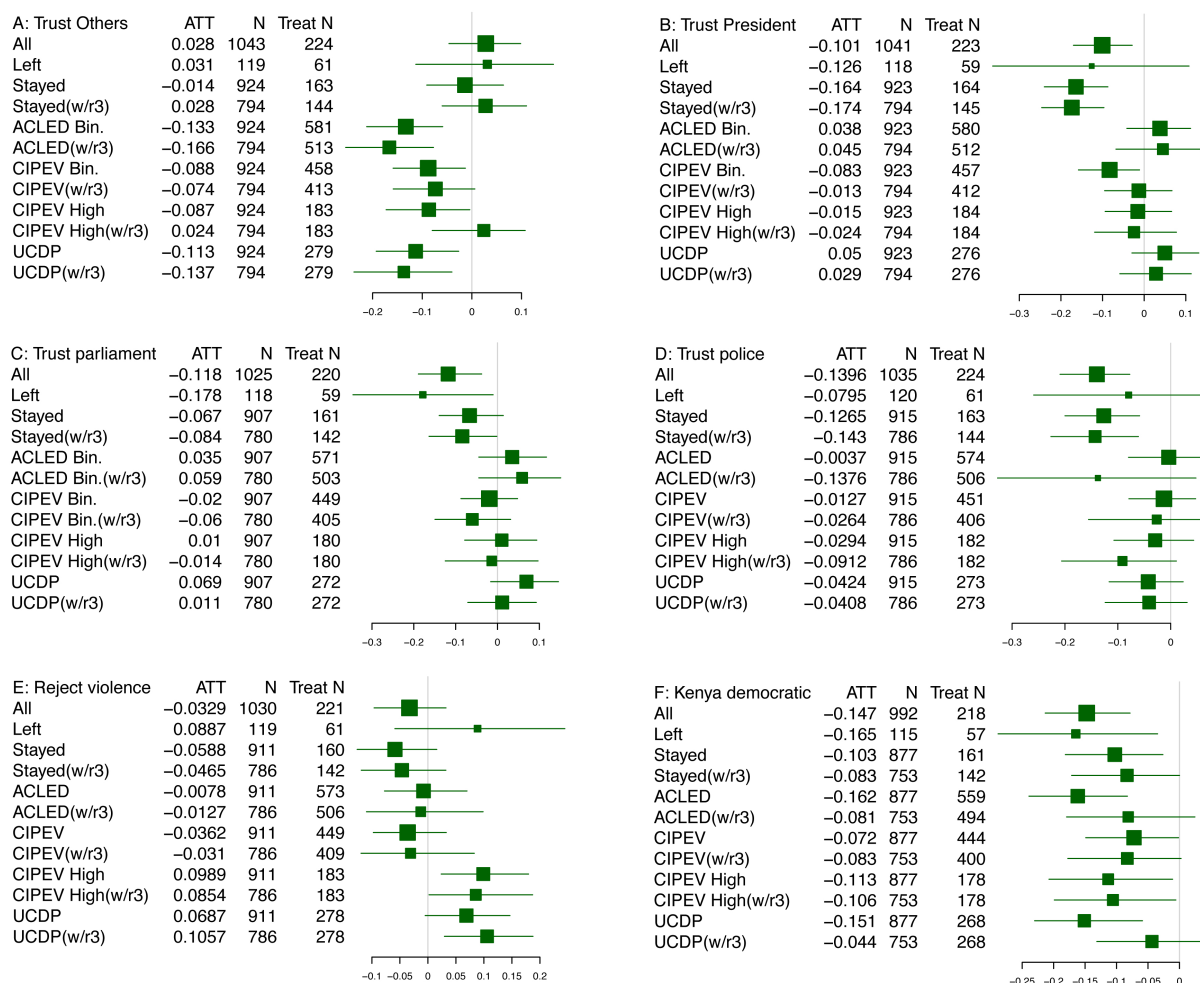 A: Trust Others ATT N Treat N
All 0.028 1043 224
Left 0.031 119 61
Stayed −0.014 924 163
Stayed(w/r3) 0.028 794 144
ACLED Bin. −0.133 924 581
ACLED(w/r3) −0.166 794 513
CIPEV Bin. −0.088 924 458
CIPEV(w/r3) −0.074 794 413
CIPEV High −0.087 924 183
CIPEV High(w/r3) 0.024 794 183
UCDP −0.113 924 279
UCDP(w/r3) −0.137 794 279
−0.2 −0.1 0 0.1
B: Trust President ATT N Treat N
All −0.101 1041 223
Left −0.126 118 59
Stayed −0.164 923 164
Stayed(w/r3) −0.174 794 145
ACLED Bin. 0.038 923 580
ACLED(w/r3) 0.045 794 512
CIPEV Bin. −0.083 923 457
CIPEV(w/r3) −0.013 794 412
CIPEV High −0.015 923 184
CIPEV High(w/r3) −0.024 794 184
UCDP 0.05 923 276
UCDP(w/r3) 0.029 794 276
−0.3 −0.2 −0.1 0 0.1
C: Trust parliament ATT N Treat N
All −0.118 1025 220
Left −0.178 118 59
Stayed −0.067 907 161
Stayed(w/r3) −0.084 780 142
ACLED Bin. 0.035 907 571
ACLED Bin.(w/r3) 0.059 780 503
CIPEV Bin. −0.02 907 449
CIPEV Bin.(w/r3) −0.06 780 405
CIPEV High 0.01 907 180
CIPEV High(w/r3) −0.014 780 180
UCDP 0.069 907 272
UCDP(w/r3) 0.011 780 272
−0.3 −0.2 −0.1 0 0.1
D: Trust police ATT N Treat N
All −0.1396 1035 224
Left −0.0795 120 61
Stayed −0.1265 915 163
Stayed(w/r3) −0.143 786 144
ACLED −0.0037 915 574
ACLED(w/r3) −0.1376 786 506
CIPEV −0.0127 915 451
CIPEV(w/r3) −0.0264 786 406
CIPEV High −0.0294 915 182
CIPEV High(w/r3) −0.0912 786 182
UCDP −0.0424 915 273
UCDP(w/r3) −0.0408 786 273
−0.3 −0.2 −0.1 0
E: Reject violence ATT N Treat N
All −0.0329 1030 221
Left 0.0887 119 61
Stayed −0.0588 911 160
Stayed(w/r3) −0.0465 786 142
ACLED −0.0078 911 573
ACLED(w/r3) −0.0127 786 506
CIPEV −0.0362 911 449
CIPEV(w/r3) −0.031 786 409
CIPEV High 0.0989 911 183
CIPEV High(w/r3) 0.0854 786 183
UCDP 0.0687 911 278
UCDP(w/r3) 0.1057 786 278
−0.1 −0.05 0 0.05 0.1 0.15 0.2
F: Kenya democratic ATT N Treat N
All −0.147 992 218
Left −0.165 115 57
Stayed −0.103 877 161
Stayed(w/r3) −0.083 753 142
ACLED −0.162 877 559
ACLED(w/r3) −0.081 753 494
CIPEV −0.072 877 444
CIPEV(w/r3) −0.083 753 400
CIPEV High −0.113 877 178
CIPEV High(w/r3) −0.106 753 178
UCDP −0.151 877 268
UCDP(w/r3) −0.044 753 268
−0.25 −0.2 −0.15 −0.1 −0.05 0